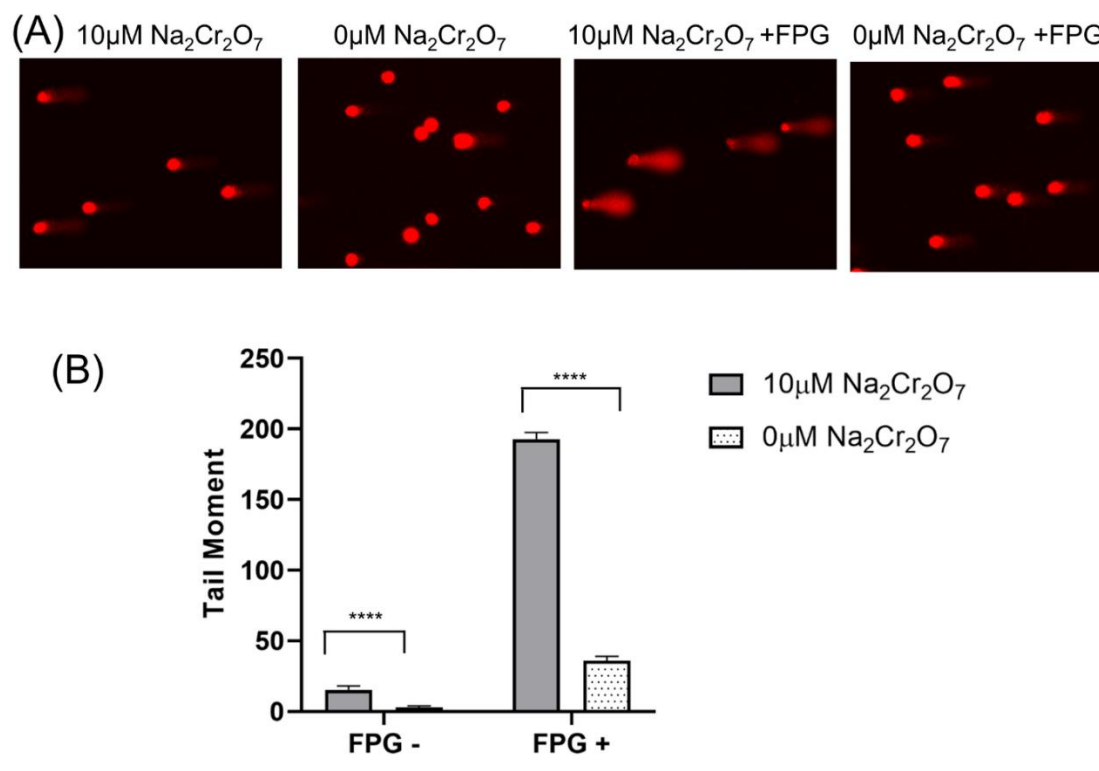 (A)
10μM Na₂Cr₂O₇ 0μM Na₂Cr₂O₇ 10μM Na₂Cr₂O₇ +FPG 0μM Na₂Cr₂O₇ +FPG
(B)
Tail Moment
250
200
150
100
50
0
****
****
FPG - FPG +
10μM Na₂Cr₂O₇
0μM Na₂Cr₂O₇